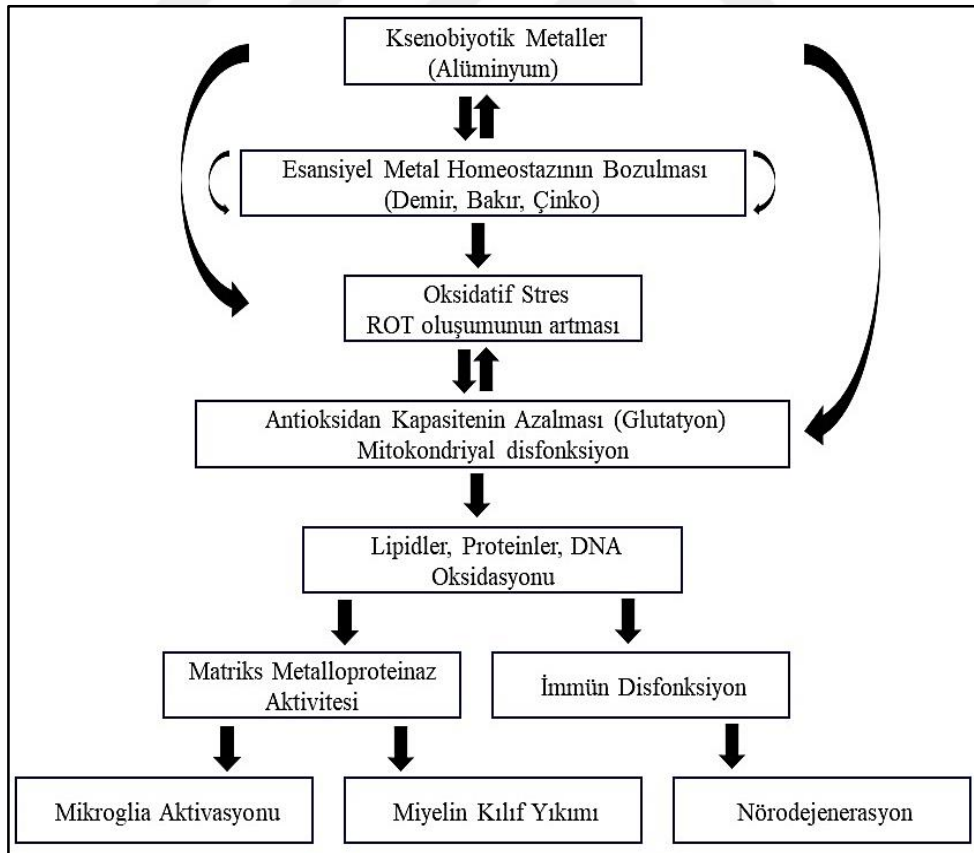 Ksenobiyotik Metaller
(Alüminyum)
Esansiyel Metal Homeostazının Bozulması
(Demir, Bakır, Çinko)
Oksidatif Stres
ROT oluşumunun artması
Antioksidan Kapasitenin Azalması (Glutatyon)
Mitokondriyal disfonksiyon
Lipidler, Proteinler, DNA
Oksidasyonu
Matriks Metalloproteinaz
Aktivitesi
İmmün Disfonksiyon
Mikroglia Aktivasyonu
Miyelin Kılıf Yıkımı
Nörodejenerasyon